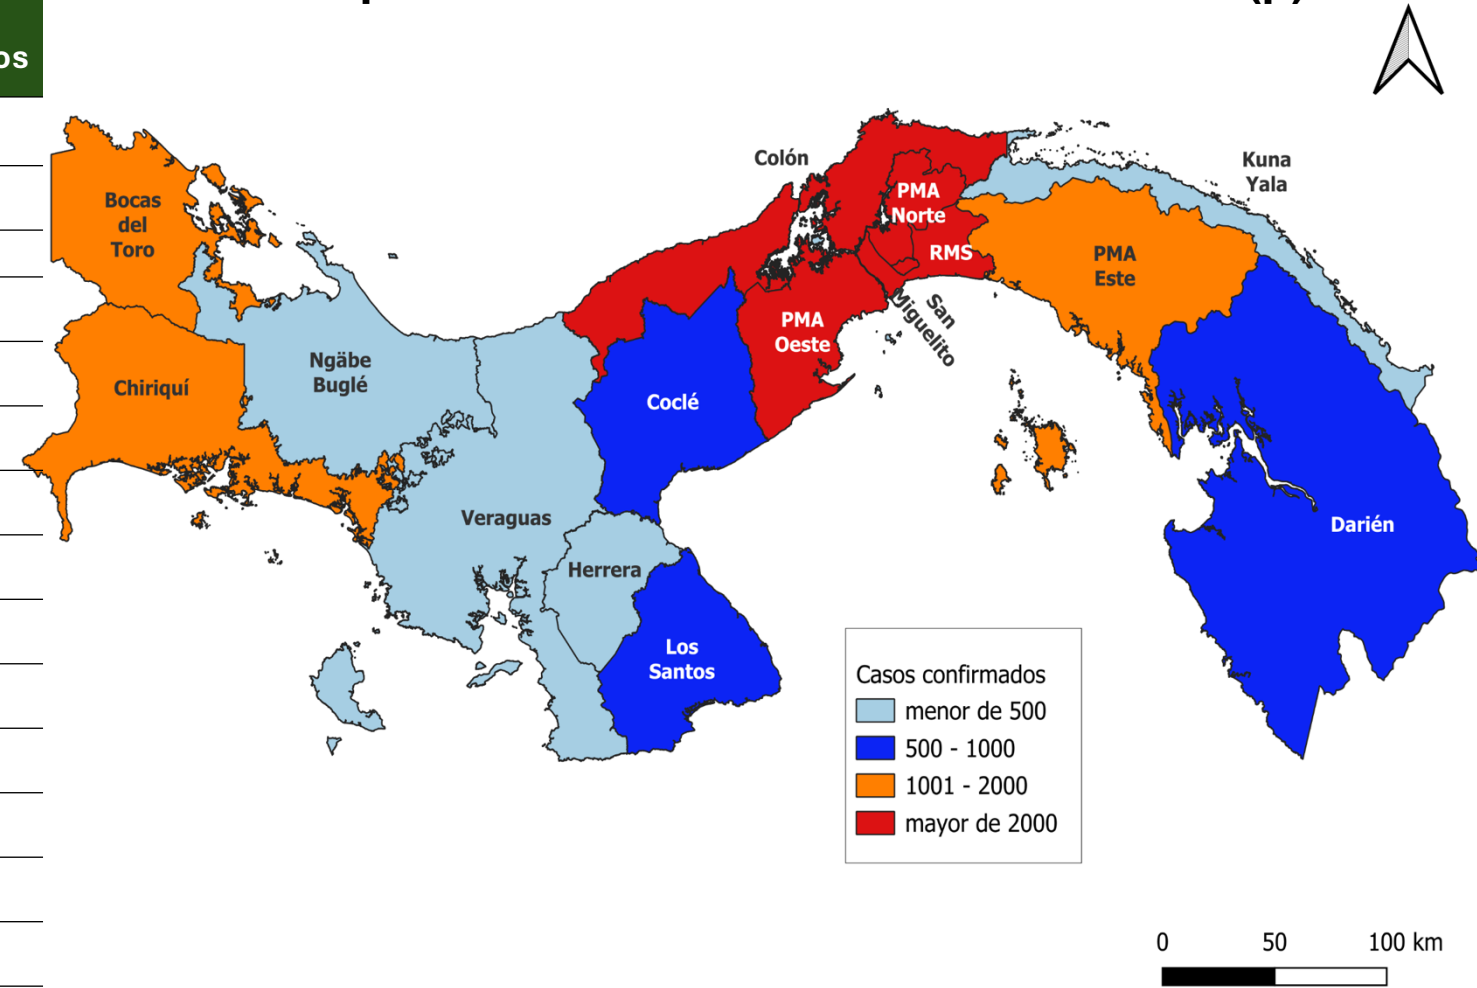 os
Colón
Kuna
Yala
Bocas
del
Toro
PMA
Norte
RMS
PMA
Este
San
Miguelito
PMA
Oeste
Ngäbe
Buglé
Chiriquí
Coclé
Veraguas
Darién
Herrera
Los
Santos
Casos confirmados
menor de 500
500 - 1000
1001 - 2000
mayor de 2000
0 50 100 km